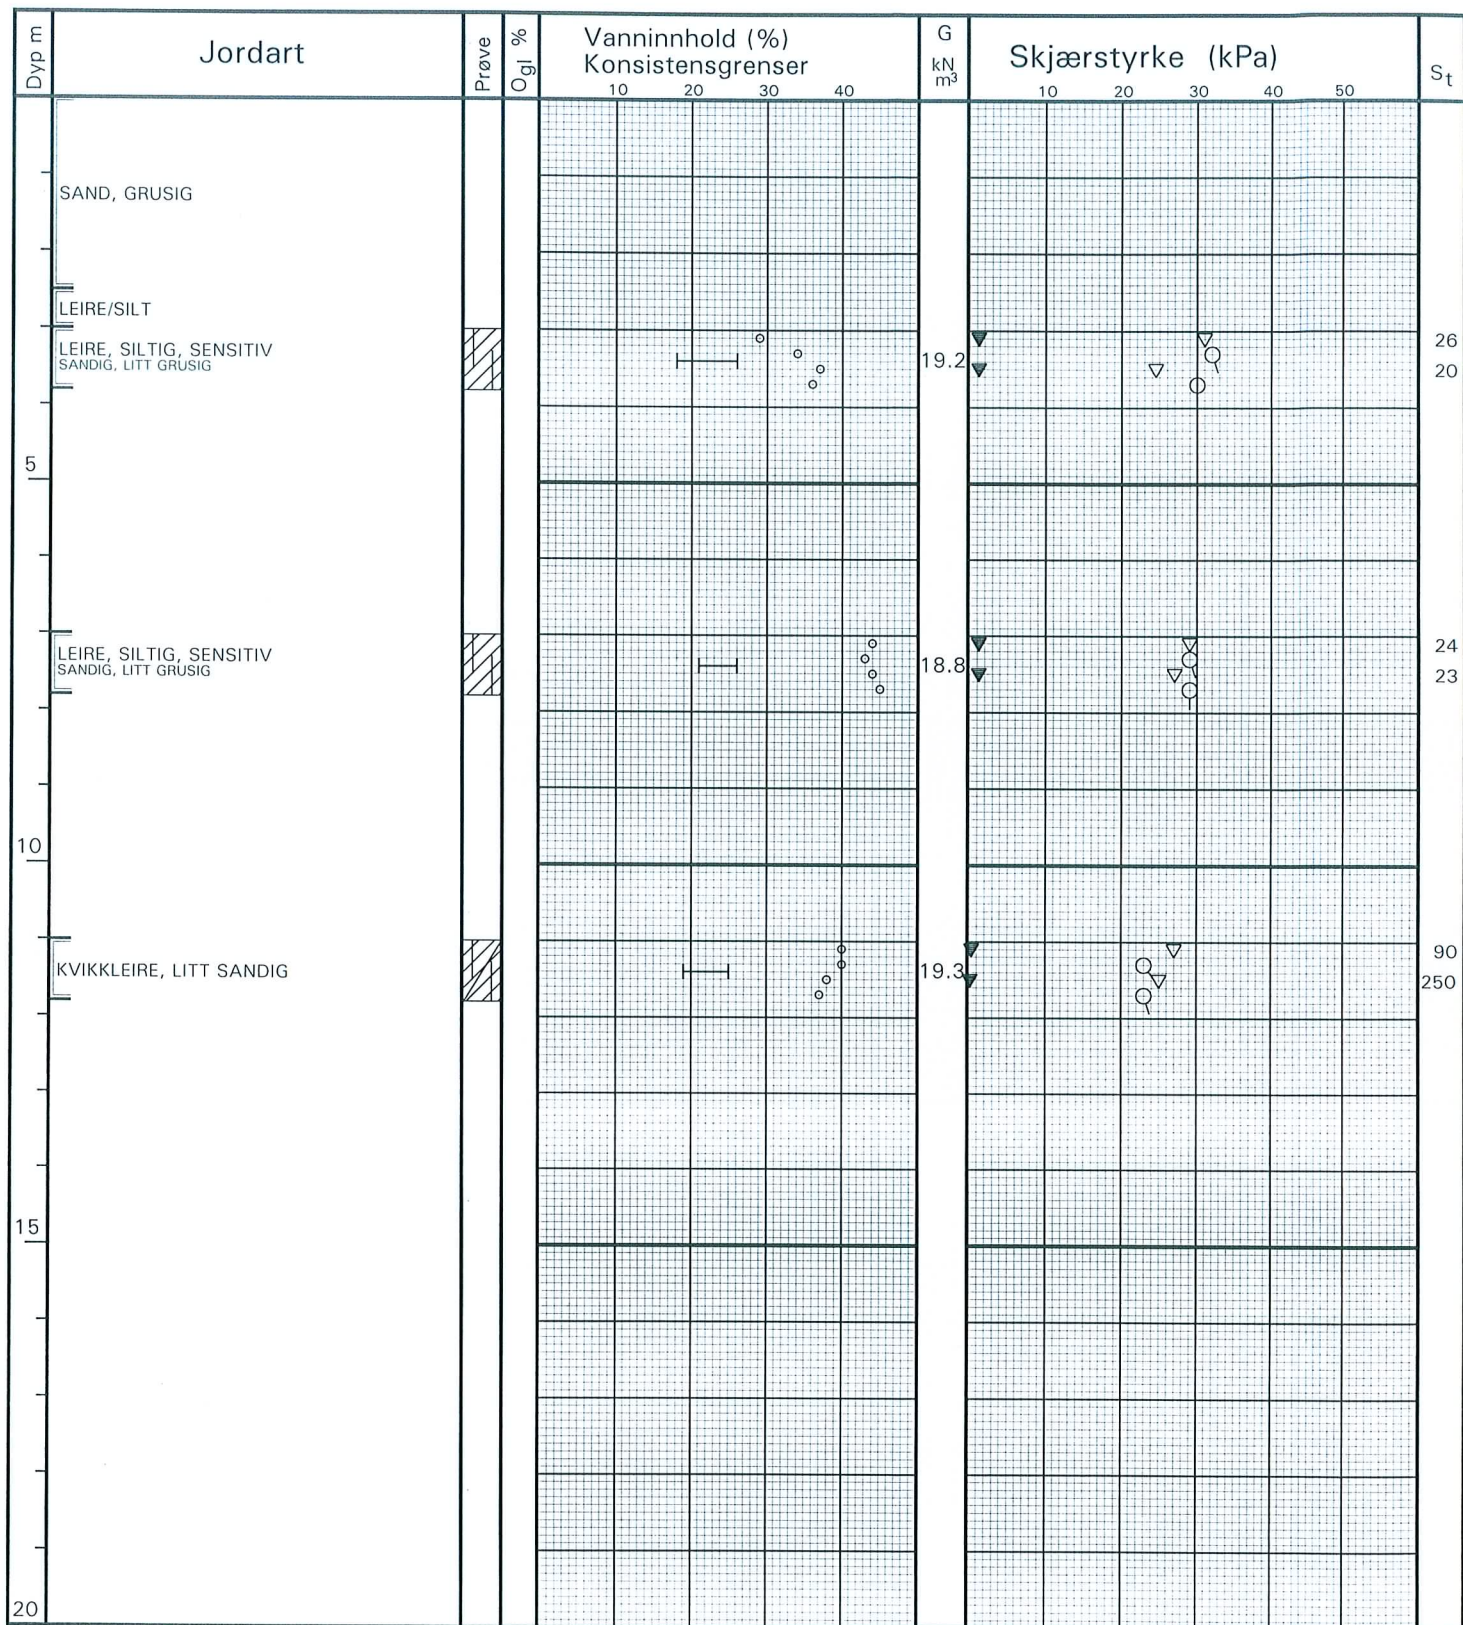 Dyp m
Jordart
Prøve
Ogl %
Vanninnhold (%)
Konsistensgrenser
10 20 30 40
G
kN
m³
Skjærstyrke (kPa)
10 20 30 40 50
St
SAND, GRUSIG
LEIRE/SILT
LEIRE, SILTIG, SENSITIV
SANDIG, LITT GRUSIG
19.2
26
20
5
LEIRE, SILTIG, SENSITIV
SANDIG, LITT GRUSIG
18.8
24
23
10
KVIKKLEIRE, LITT SANDIG
19.3
90
250
15
20